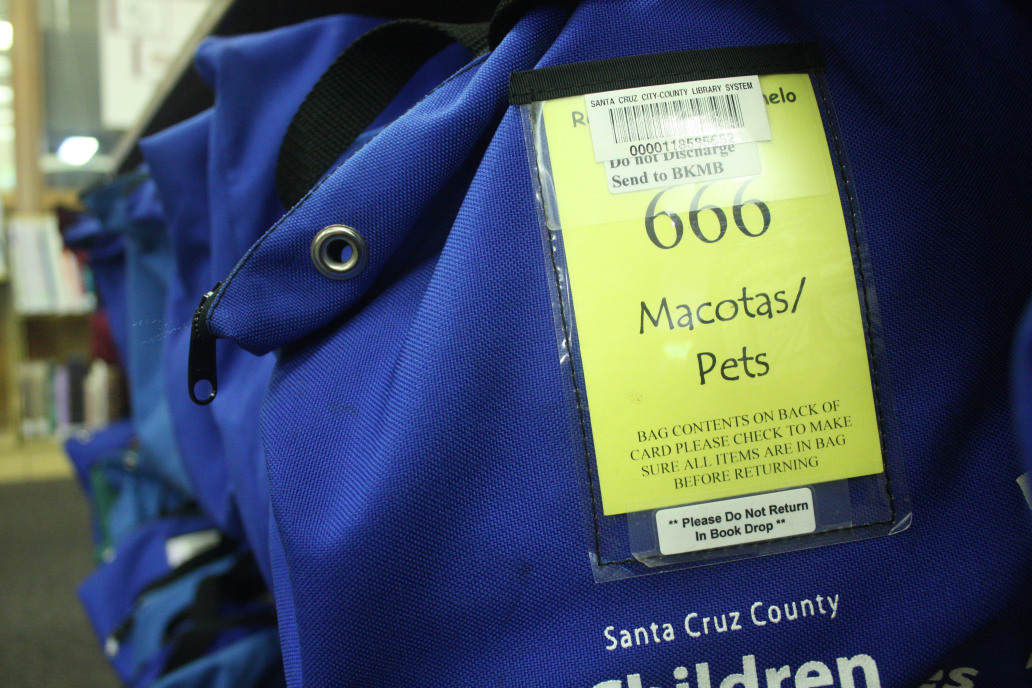 SANTA CRUZ CITY-COUNTY LIBRARY SYSTEM
Do not Discharge
Send to BKMB
666
Macotas/
Pets
BAG CONTENTS ON BACK OF
CARD PLEASE CHECK TO MAKE
SURE ALL ITEMS ARE IN BAG
BEFORE RETURNING
** Please Do Not Return
In Book Drop **
Santa Cruz County
Children